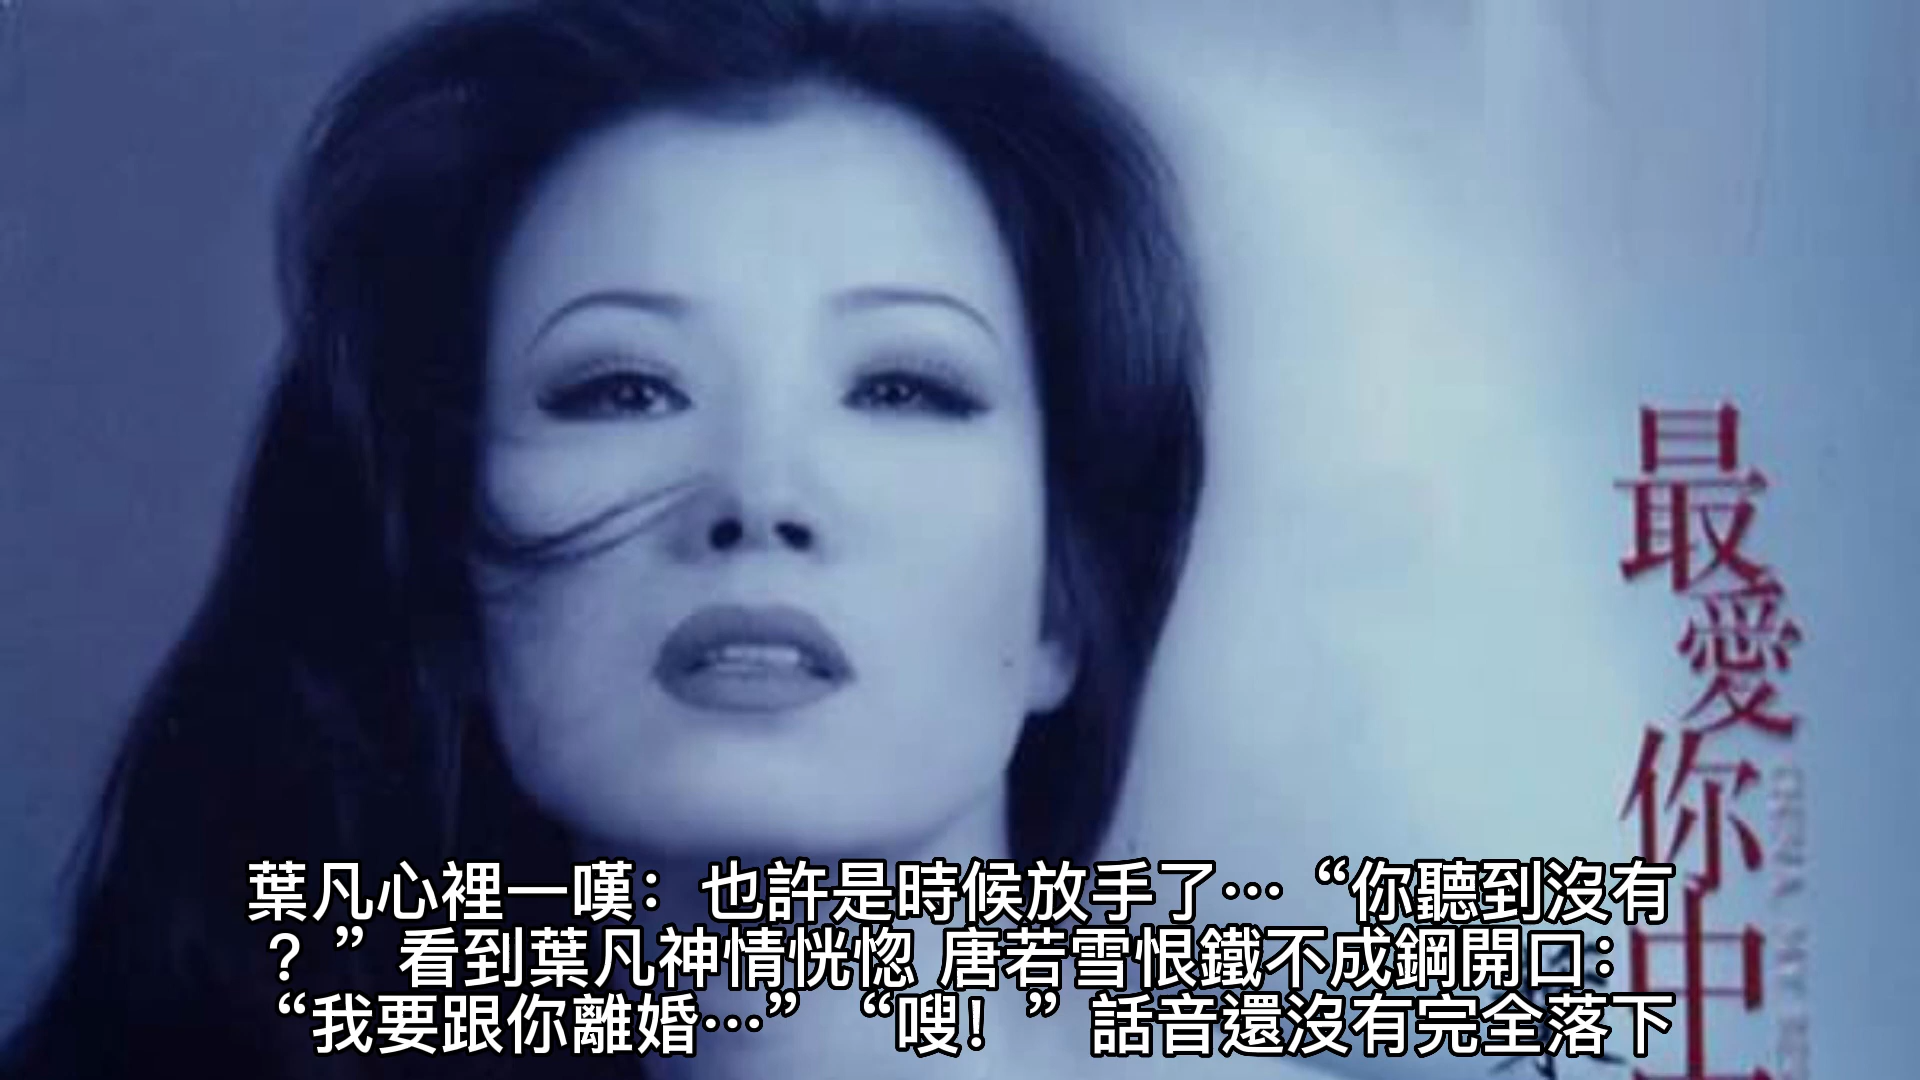 最愛你
葉凡心裡一嘆：也許是時候放手了…“你聽到沒有
？”看到葉凡神情恍惚 唐若雪恨鐵不成鋼開口：
“我要跟你離婚…” “嗖！”話音還沒有完全落下